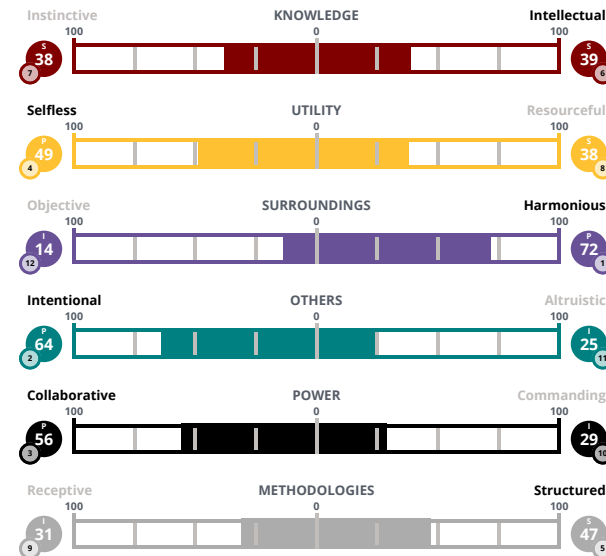 Instinctive KNOWLEDGE Intellectual
100 0 100
S 38 7 S 39 6
Selfless UTILITY Resourceful
100 0 100
P 49 4 S 38 8
Objective SURROUNDINGS Harmonious
100 0 100
I 14 12 P 72 1
Intentional OTHERS Altruistic
100 0 100
P 64 2 I 25 11
Collaborative POWER Commanding
100 0 100
P 56 3 I 29 10
Receptive METHODOLOGIES Structured
100 0 100
I 31 9 S 47 5